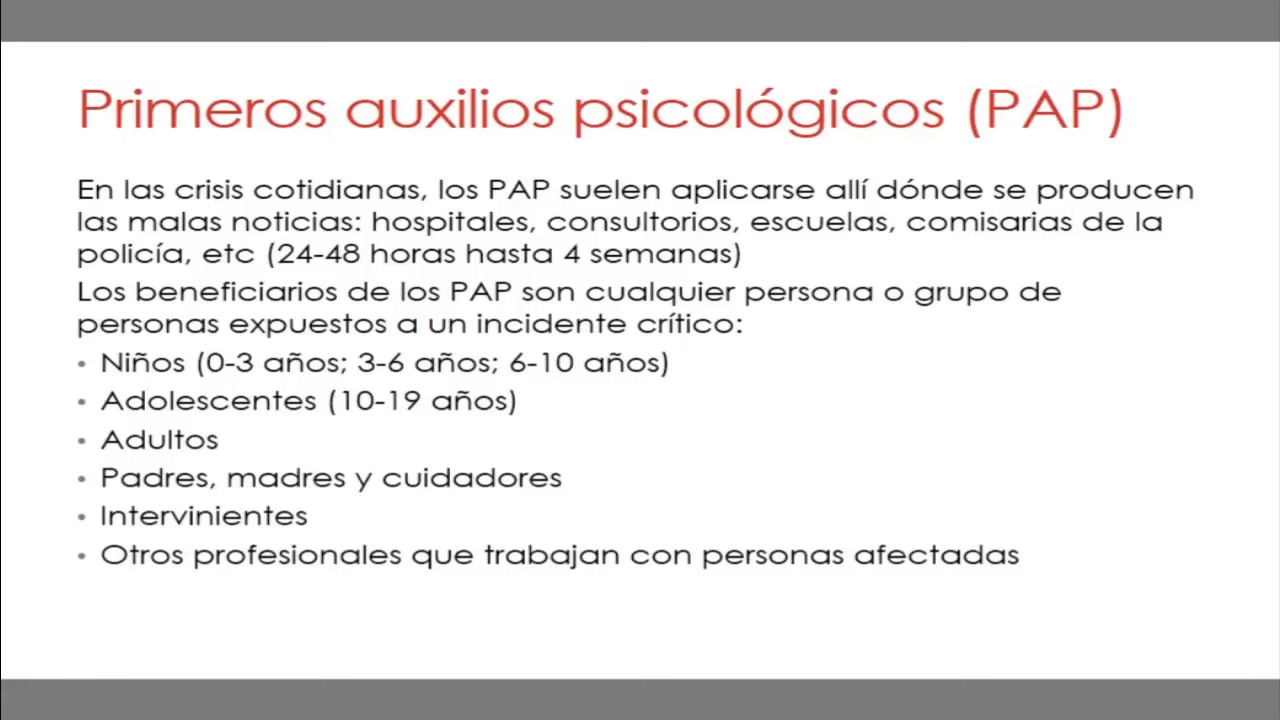 Primeros auxilios psicológicos (PAP)
En las crisis cotidianas, los PAP suelen aplicarse allí dónde se producen
las malas noticias: hospitales, consultorios, escuelas, comisarias de la
policía, etc (24-48 horas hasta 4 semanas)
Los beneficiarios de los PAP son cualquier persona o grupo de
personas expuestos a un incidente crítico:
• Niños (0-3 años; 3-6 años; 6-10 años)
• Adolescentes (10-19 años)
• Adultos
• Padres, madres y cuidadores
• Intervinientes
• Otros profesionales que trabajan con personas afectadas